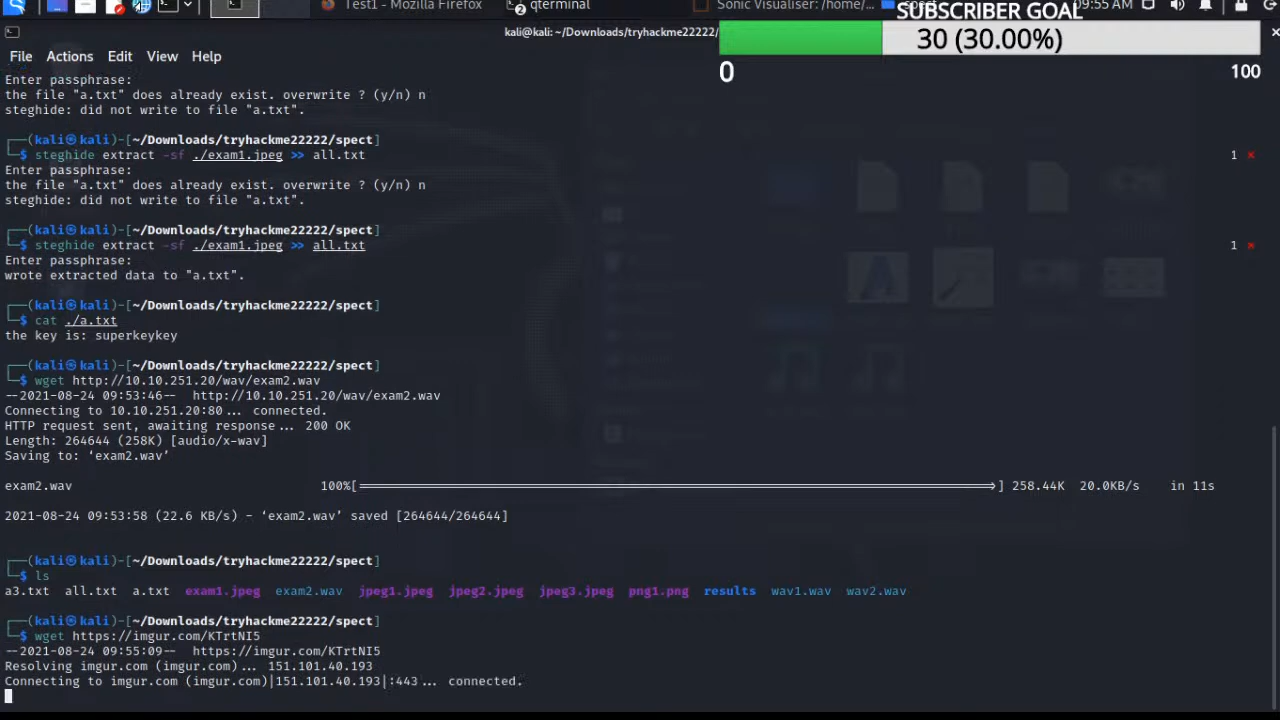 Test1 - Mozilla Firefox
2
qterminal
Sonic Visualiser: /home/...
09:55 AM
SUBSCRIBER GOAL
kali@kali: ~/Downloads/tryhackme22222/
30 (30.00%)
File Actions Edit View Help
0
100
Enter passphrase:
the file "a.txt" does already exist. overwrite ? (y/n) n
steghide: did not write to file "a.txt".
┌──(kali㉿kali)-[~/Downloads/tryhackme22222/spect]
└─$ steghide extract -sf ./exam1.jpeg >> all.txt 1 ⨯
Enter passphrase:
the file "a.txt" does already exist. overwrite ? (y/n) n
steghide: did not write to file "a.txt".
┌──(kali㉿kali)-[~/Downloads/tryhackme22222/spect]
└─$ steghide extract -sf ./exam1.jpeg >> all.txt 1 ⨯
Enter passphrase:
wrote extracted data to "a.txt".
┌──(kali㉿kali)-[~/Downloads/tryhackme22222/spect]
└─$ cat ./a.txt
the key is: superkeykey
┌──(kali㉿kali)-[~/Downloads/tryhackme22222/spect]
└─$ wget http://10.10.251.20/wav/exam2.wav
--2021-08-24 09:53:46-- http://10.10.251.20/wav/exam2.wav
Connecting to 10.10.251.20:80... connected.
HTTP request sent, awaiting response... 200 OK
Length: 264644 (258K) [audio/x-wav]
Saving to: ‘exam2.wav’
exam2.wav 100%[===================>] 258.44K 20.0KB/s in 11s
2021-08-24 09:53:58 (22.6 KB/s) - ‘exam2.wav’ saved [264644/264644]
┌──(kali㉿kali)-[~/Downloads/tryhackme22222/spect]
└─$ ls
a3.txt all.txt a.txt exam1.jpeg exam2.wav jpeg1.jpeg jpeg2.jpeg jpeg3.jpeg png1.png results wav1.wav wav2.wav
┌──(kali㉿kali)-[~/Downloads/tryhackme22222/spect]
└─$ wget https://imgur.com/KTrtNI5
--2021-08-24 09:55:09-- https://imgur.com/KTrtNI5
Resolving imgur.com (imgur.com)... 151.101.40.193
Connecting to imgur.com (imgur.com)|151.101.40.193|:443... connected.